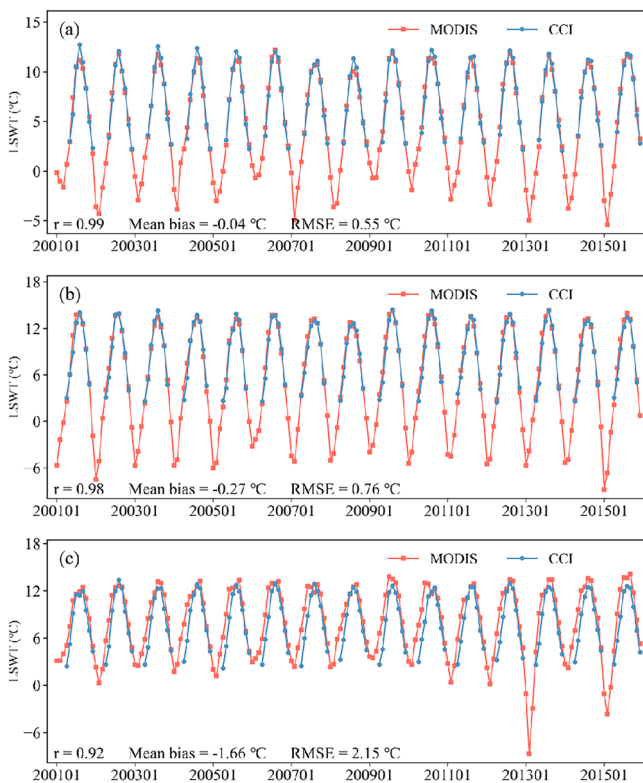 (a) MODIS CCI
15
10
5
0
−5
LSWT (℃)
r = 0.99 Mean bias = -0.04 ℃ RMSE = 0.55 ℃
200101 200301 200501 200701 200901 201101 201301 201501
(b) MODIS CCI
18
12
6
0
−6
LSWT (℃)
r = 0.98 Mean bias = -0.27 ℃ RMSE = 0.76 ℃
200101 200301 200501 200701 200901 201101 201301 201501
(c) MODIS CCI
18
12
6
0
−6
LSWT (℃)
r = 0.92 Mean bias = -1.66 ℃ RMSE = 2.15 ℃
200101 200301 200501 200701 200901 201101 201301 201501